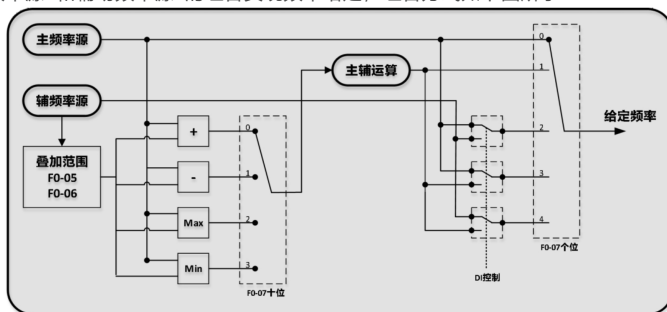 主频率源
辅频率源
叠加范围
F0-05
F0-06
+
-
Max
Min
0
1
2
3
F0-07十位
主辅运算
DI控制
0
1
2
3
4
F0-07个位
给定频率